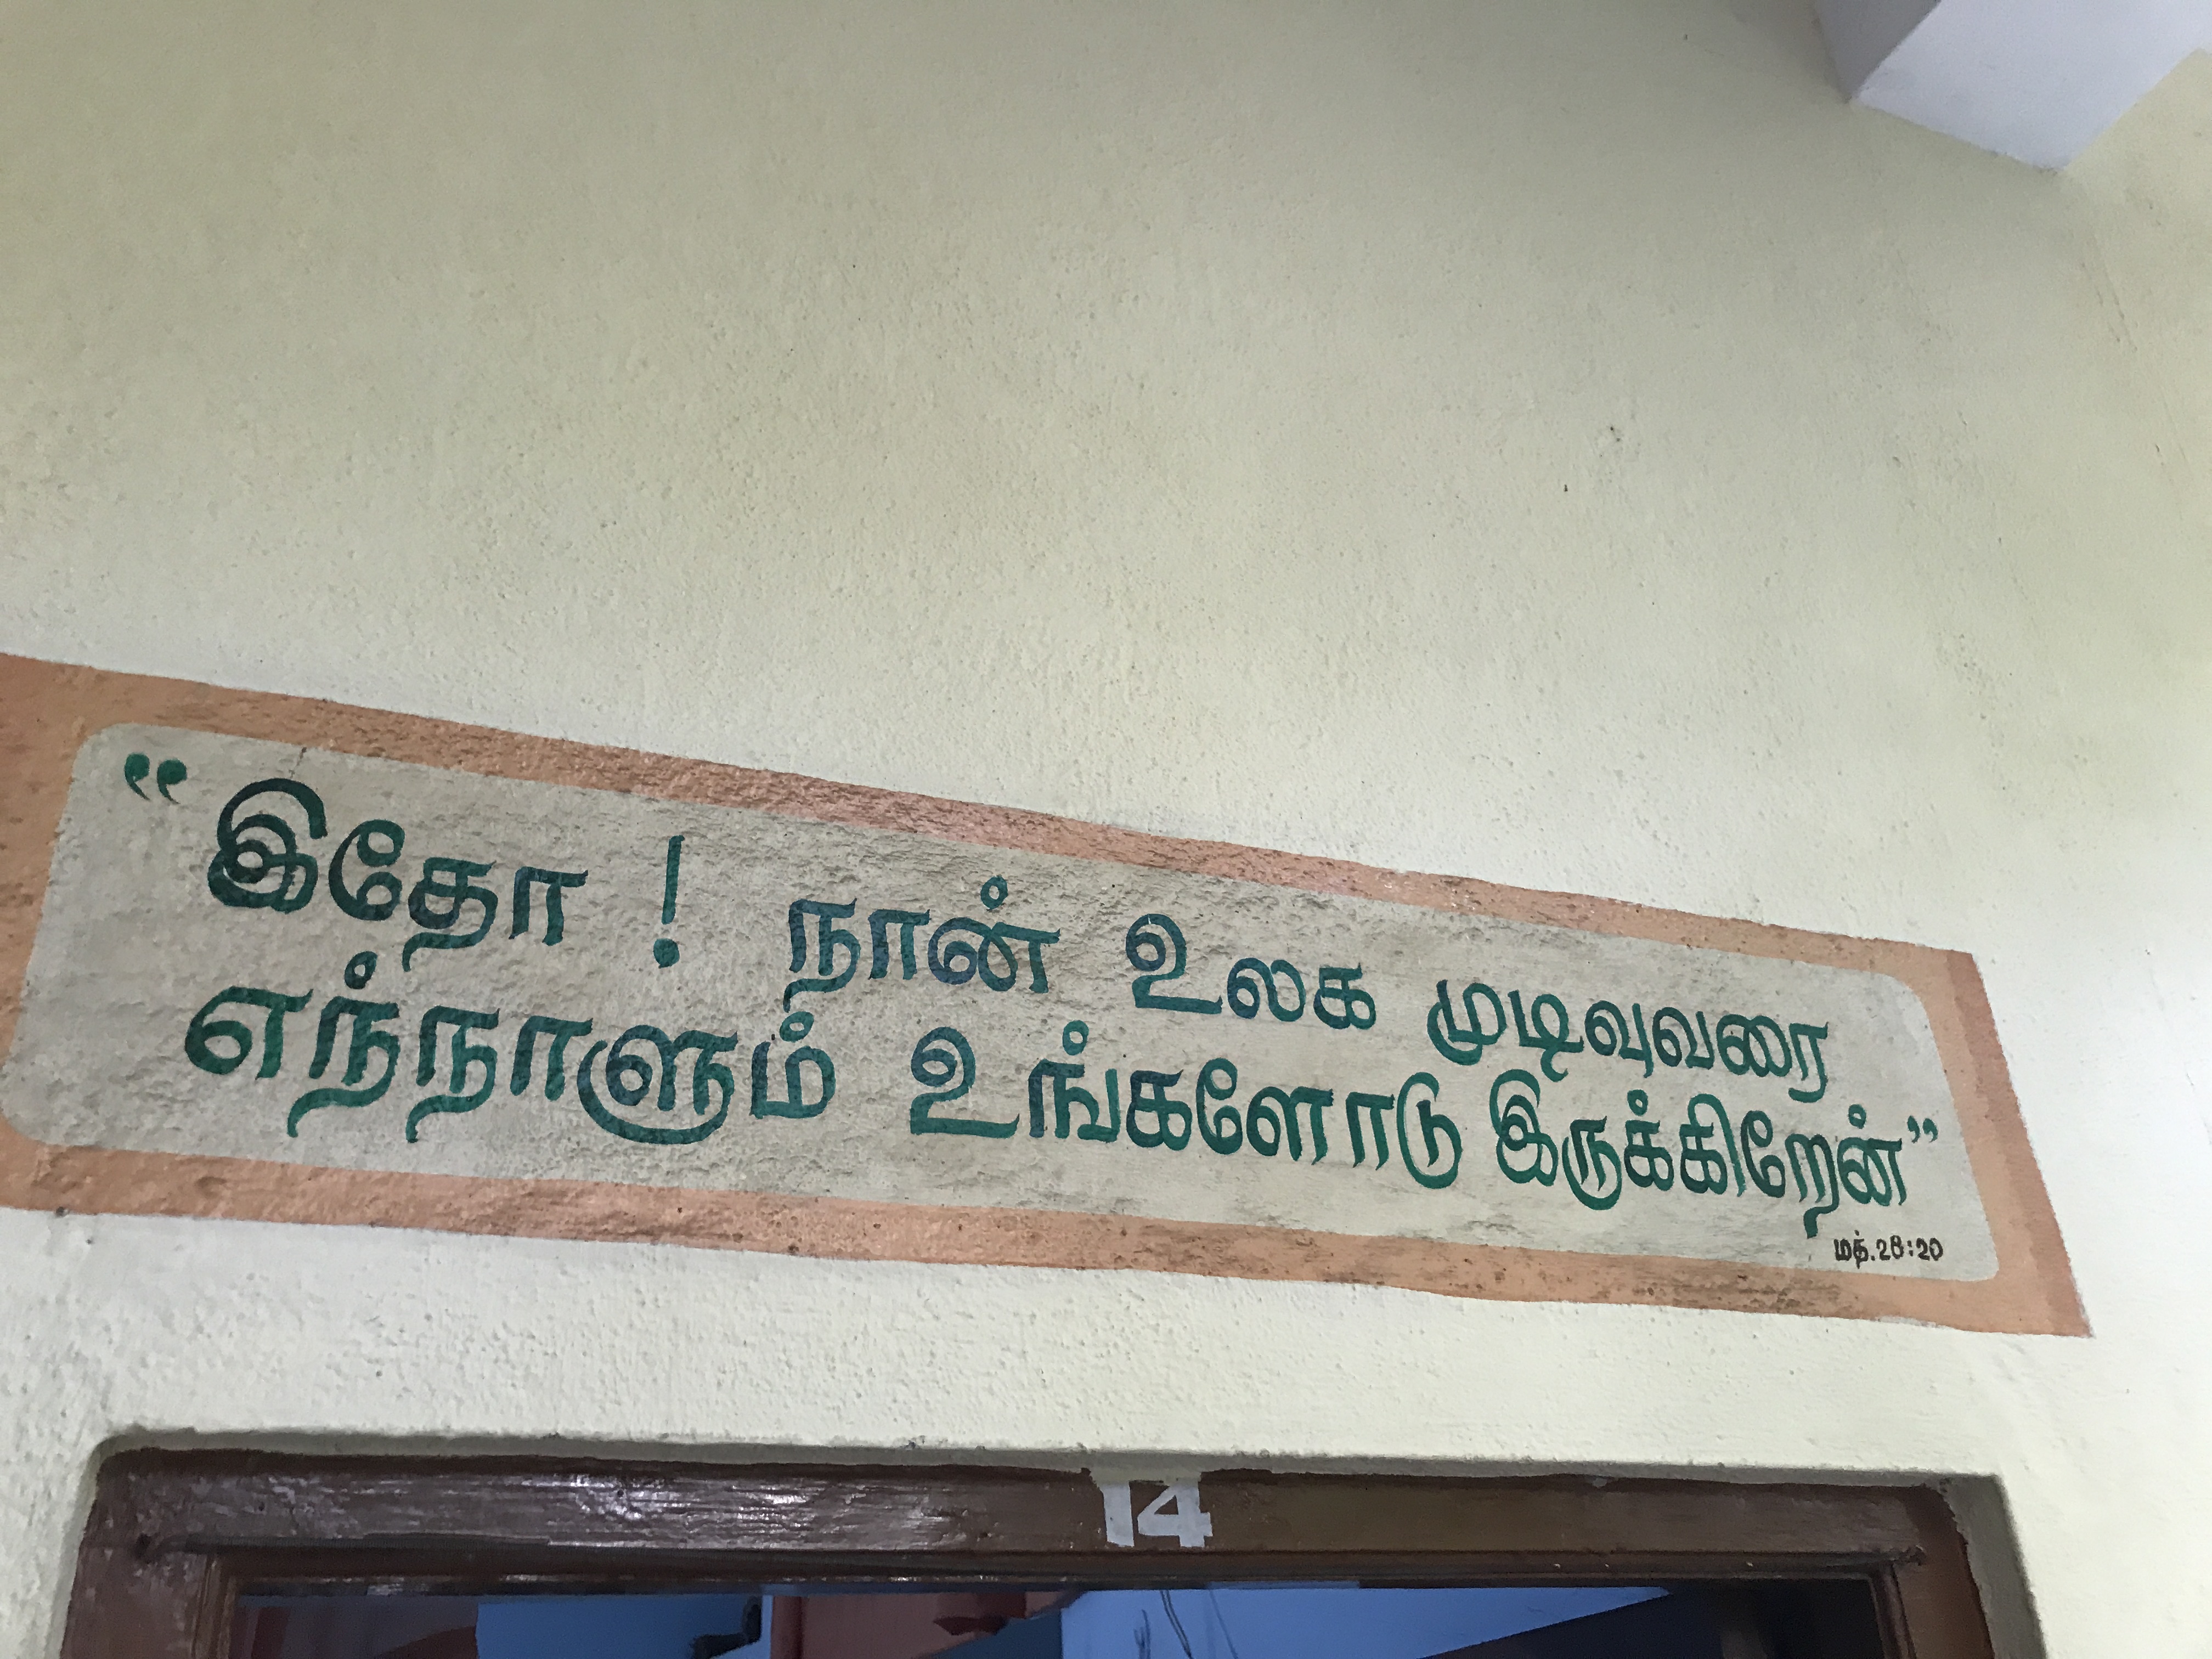 “இதோ ! நான் உலக முடிவுவரை
எந்நாளும் உங்களோடு இருக்கிறேன்”
மத்.28:20
14